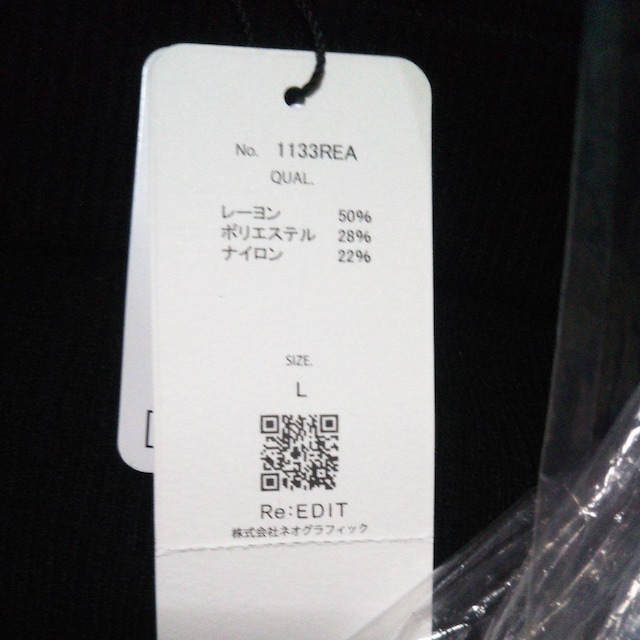 No. 1133REA
QUAL.
レーヨン 50%
ポリエステル 28%
ナイロン 22%
SIZE.
L
Re:EDIT
株式会社ネオグラフィック